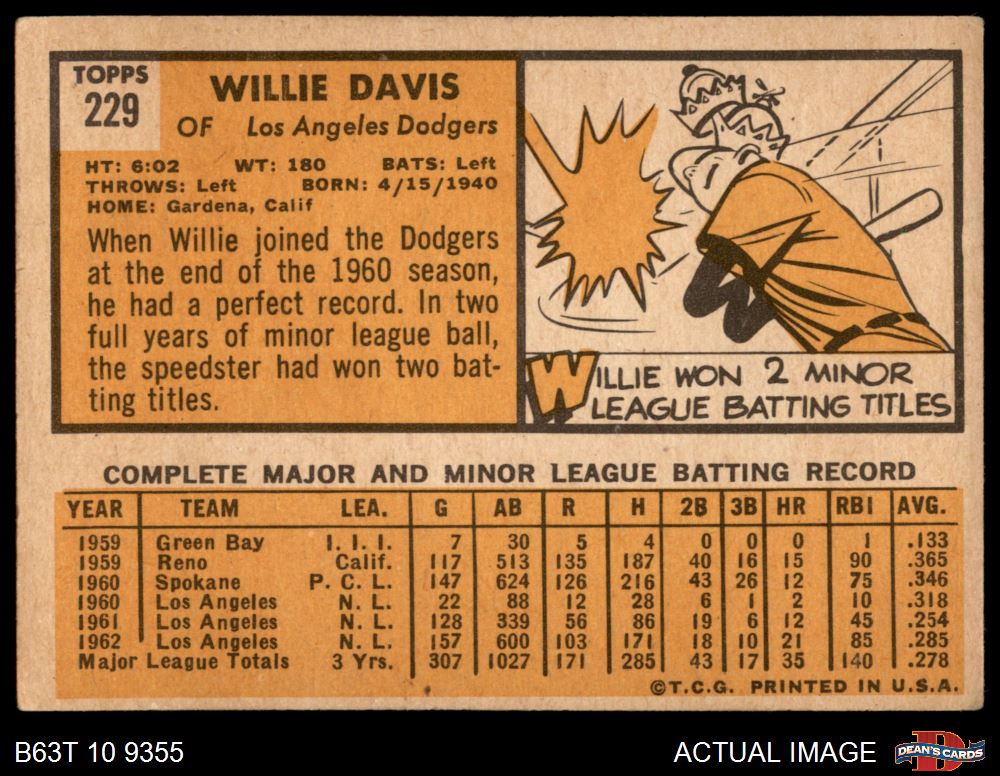 TOPPS
229
WILLIE DAVIS
OF Los Angeles Dodgers
HT: 6:02 WT: 180 BATS: Left
THROWS: Left BORN: 4/15/1940
HOME: Gardena, Calif
When Willie joined the Dodgers
at the end of the 1960 season,
he had a perfect record. In two
full years of minor league ball,
the speedster had won two bat-
ting titles.
WILLIE WON 2 MINOR
LEAGUE BATTING TITLES
COMPLETE MAJOR AND MINOR LEAGUE BATTING RECORD
YEAR TEAM LEA. G AB R H 2B 3B HR RBI AVG.
1959 Green Bay I. I. I. 7 30 5 4 0 0 0 1 .133
1959 Reno Calif. 117 513 135 187 40 16 15 90 .365
1960 Spokane P. C. L. 147 624 126 216 43 26 12 75 .346
1960 Los Angeles N. L. 22 88 12 28 6 1 2 10 .318
1961 Los Angeles N. L. 128 339 56 86 19 6 12 45 .254
1962 Los Angeles N. L. 157 600 103 171 18 10 21 85 .285
Major League Totals 3 Yrs. 307 1027 171 285 43 17 35 140 .278
©T.C.G. PRINTED IN U.S.A.
B63T 10 9355
ACTUAL IMAGE
DEAN'S CARDS